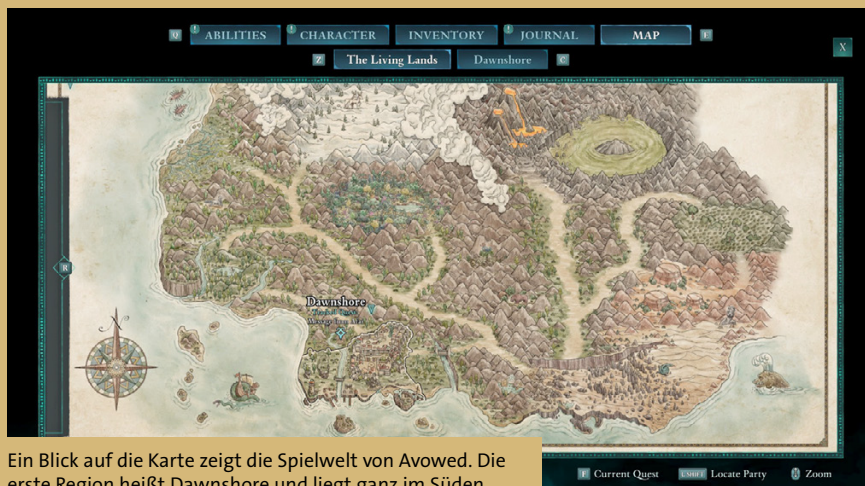 Q ABILITIES CHARACTER INVENTORY JOURNAL MAP E
X
Z The Living Lands Dawnshore C
R
N
Dawnshore
Ein Blick auf die Karte zeigt die Spielwelt von Avowed. Die
erste Region heißt Dawnshore und liegt ganz im Süden.
F Current Quest Locate Party Zoom